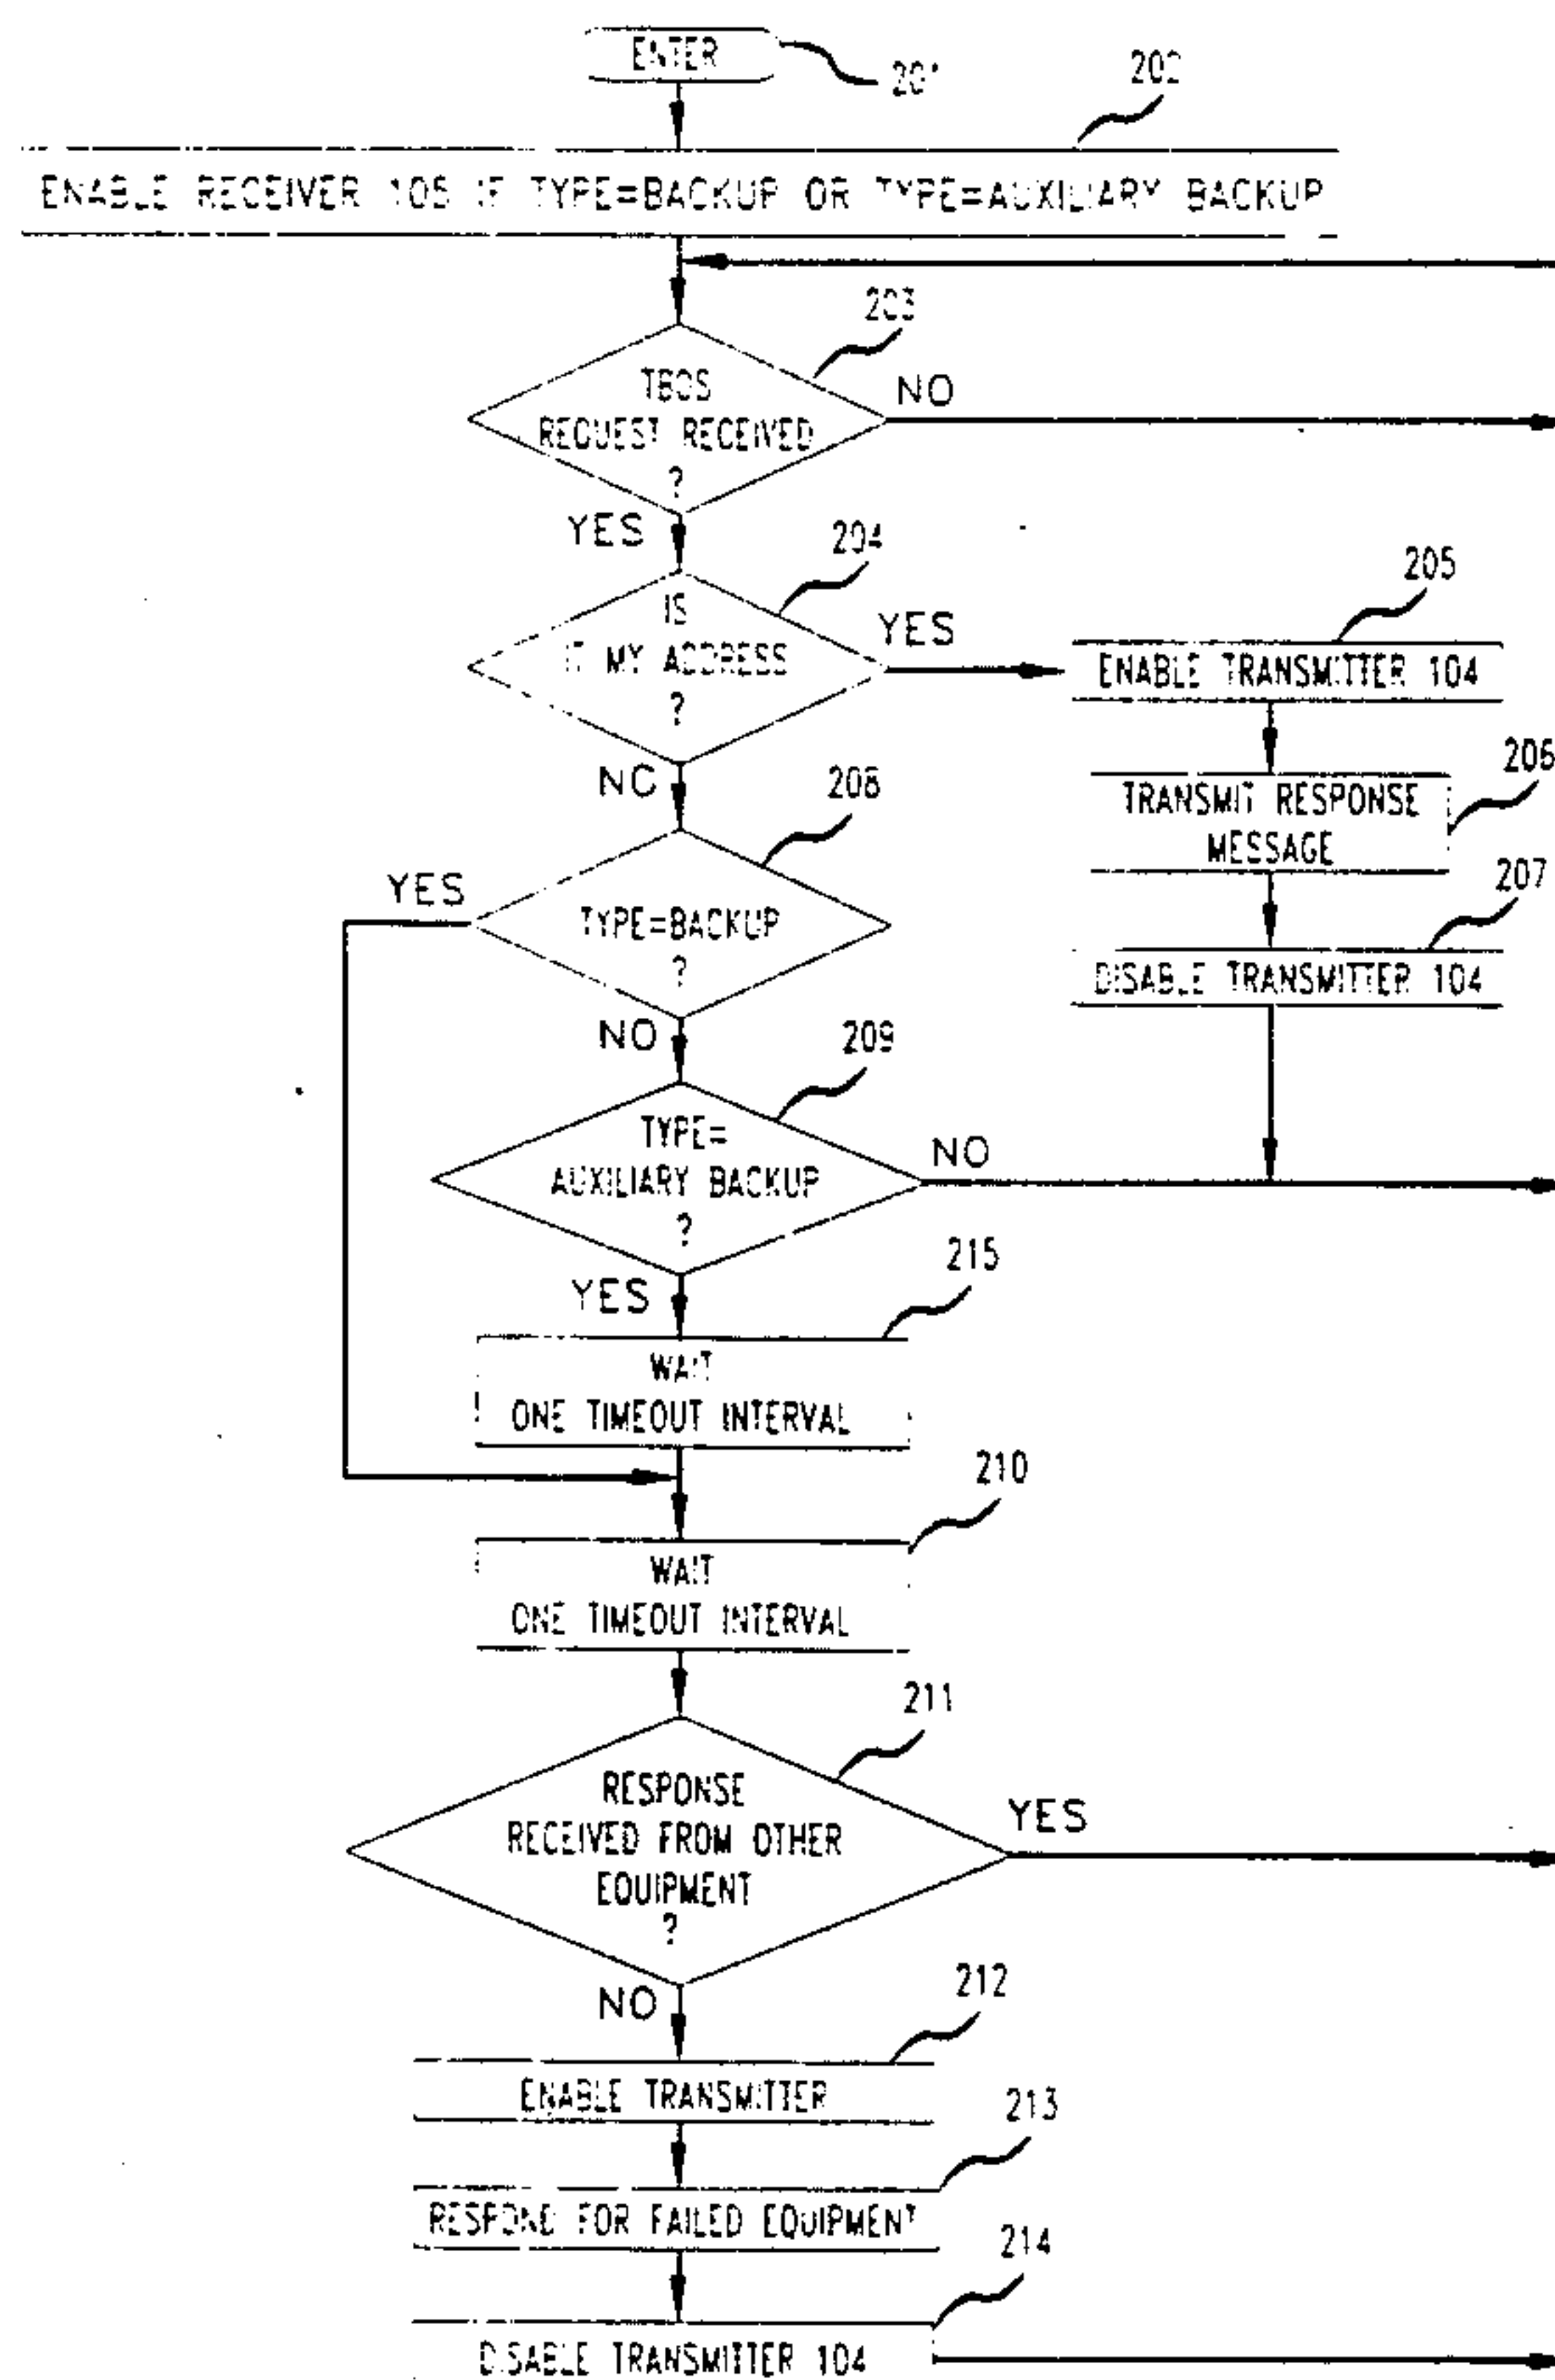 ENTER
201
202
ENABLE RECEIVER 105 IF TYPE=BACKUP OR TYPE=AUXILIARY BACKUP
203
TBOS
REQUEST RECEIVED
?
NO
YES
204
IS
IT MY ADDRESS
?
YES
205
ENABLE TRANSMITTER 104
NO
206
TRANSMIT RESPONSE
MESSAGE
207
DISABLE TRANSMITTER 104
208
YES
TYPE=BACKUP
?
NO
209
TYPE=
AUXILIARY BACKUP
?
NO
YES
215
WAIT
ONE TIMEOUT INTERVAL
210
WAIT
ONE TIMEOUT INTERVAL
211
RESPONSE
RECEIVED FROM OTHER
EQUIPMENT
?
YES
NO
212
ENABLE TRANSMITTER
213
RESPOND FOR FAILED EQUIPMENT
214
DISABLE TRANSMITTER 104